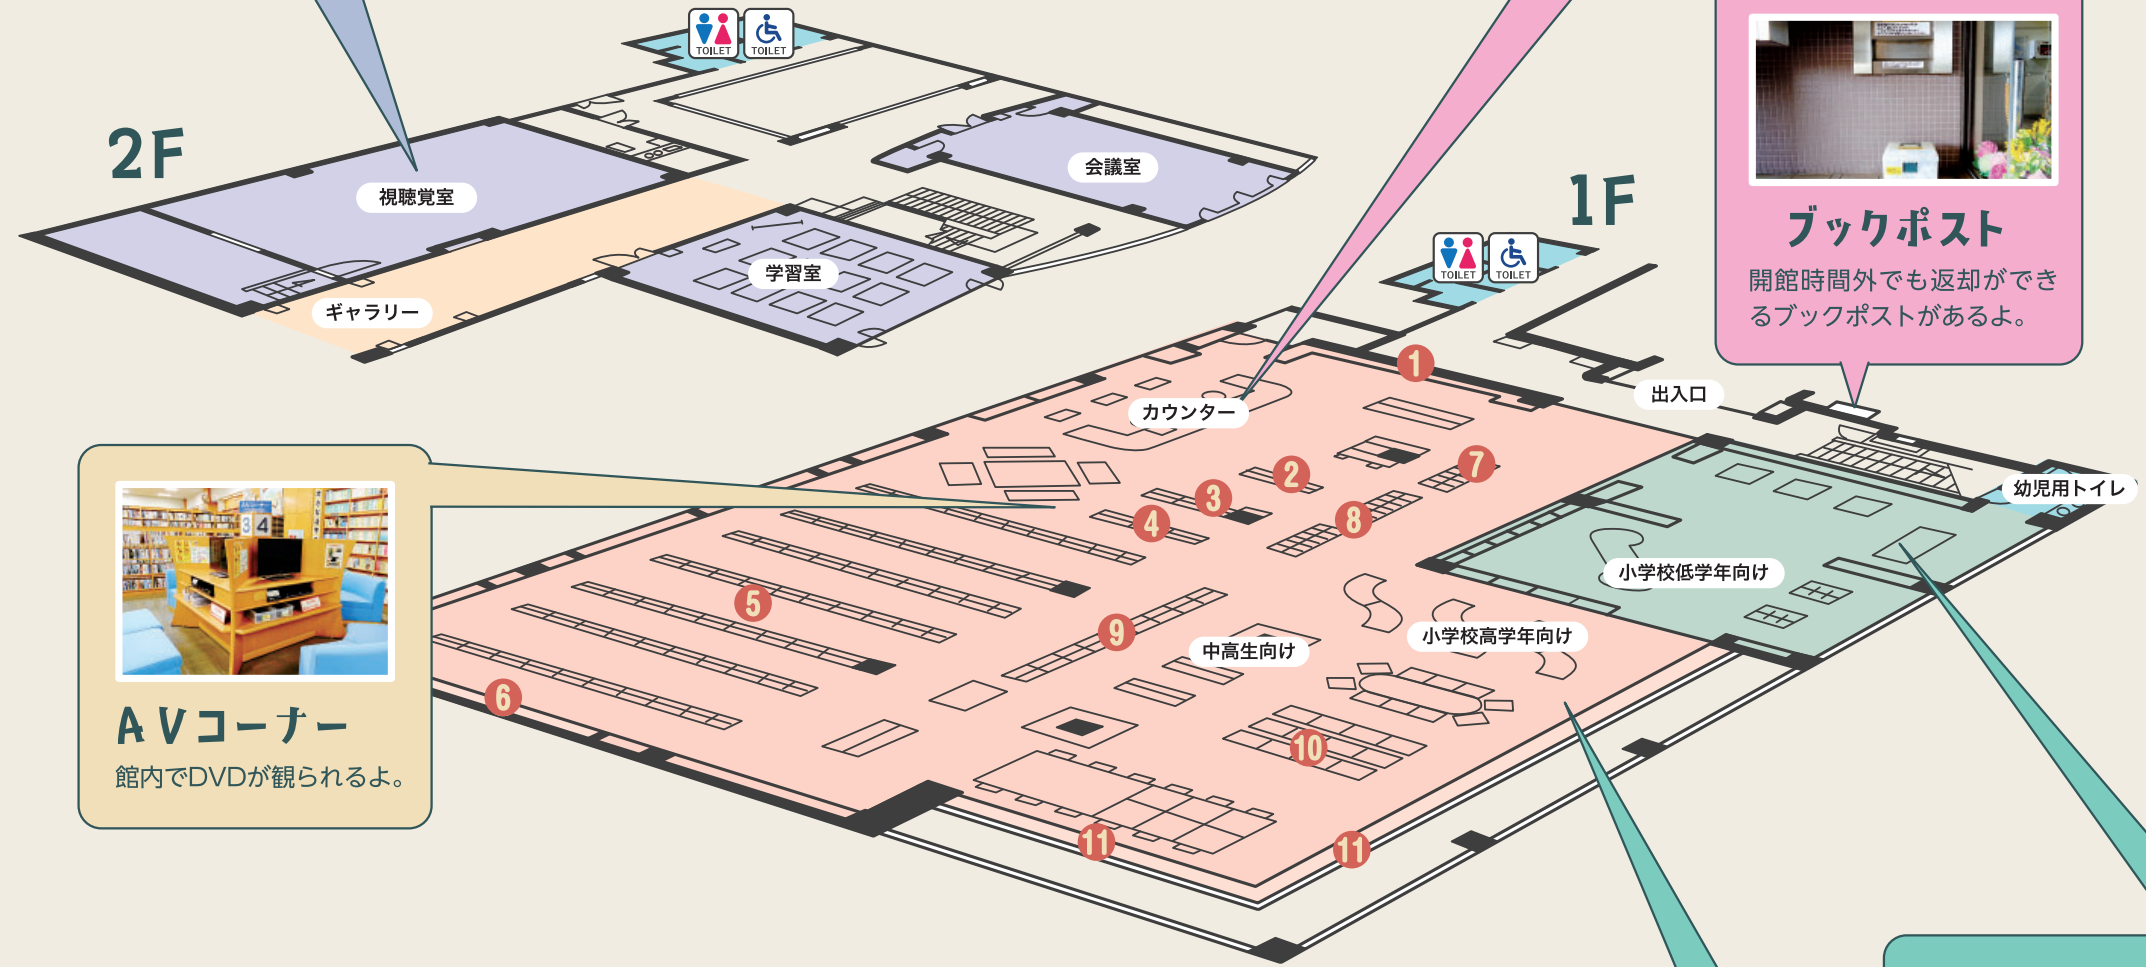 TOILET
TOILET
2F
視聴覚室
会議室
学習室
ギャラリー
1F
TOILET
TOILET
ブックポスト
開館時間外でも返却ができ
るブックポストがあるよ。
出入口
カウンター
幼児用トイレ
小学校低学年向け
小学校高学年向け
中高生向け
1
2
3
4
5
6
7
8
9
10
11
11
3 4
AVコーナー
館内でDVDが観られるよ。